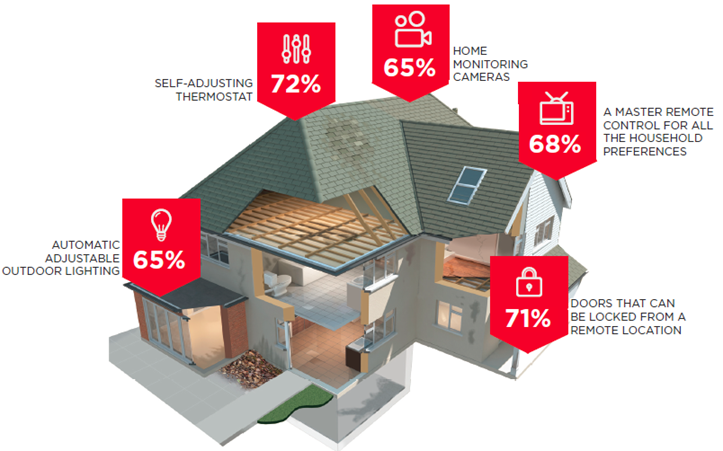 72%
SELF-ADJUSTING
THERMOSTAT
65%
HOME
MONITORING
CAMERAS
68%
A MASTER REMOTE
CONTROL FOR ALL
THE HOUSEHOLD
PREFERENCES
AUTOMATIC
ADJUSTABLE
OUTDOOR LIGHTING
65%
71%
DOORS THAT CAN
BE LOCKED FROM A
REMOTE LOCATION